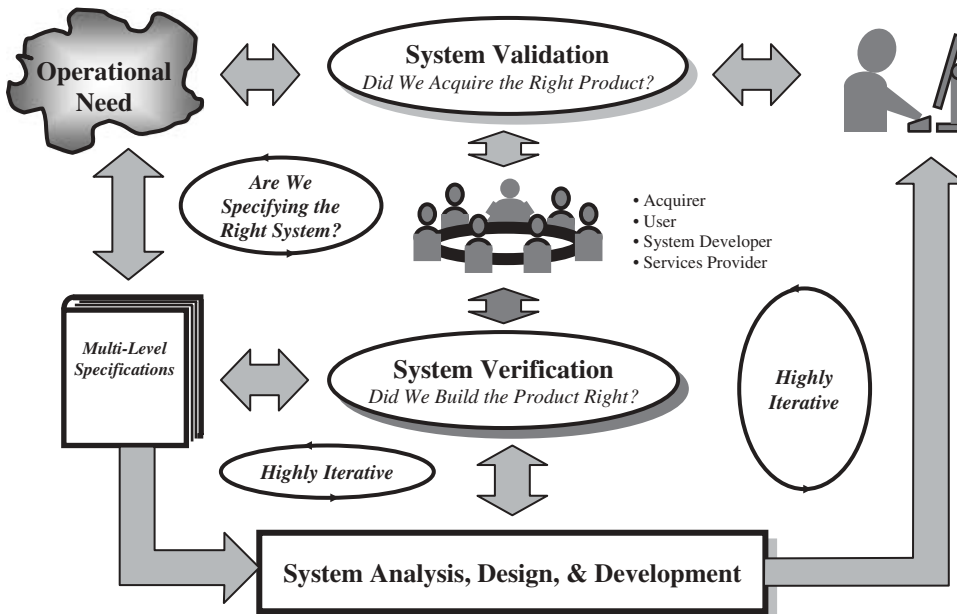 Operational
Need
System Validation
Did We Acquire the Right Product?
Are We
Specifying the
Right System?
• Acquirer
• User
• System Developer
• Services Provider
Multi-Level
Specifications
System Verification
Did We Build the Product Right?
Highly
Iterative
Highly Iterative
System Analysis, Design, & Development